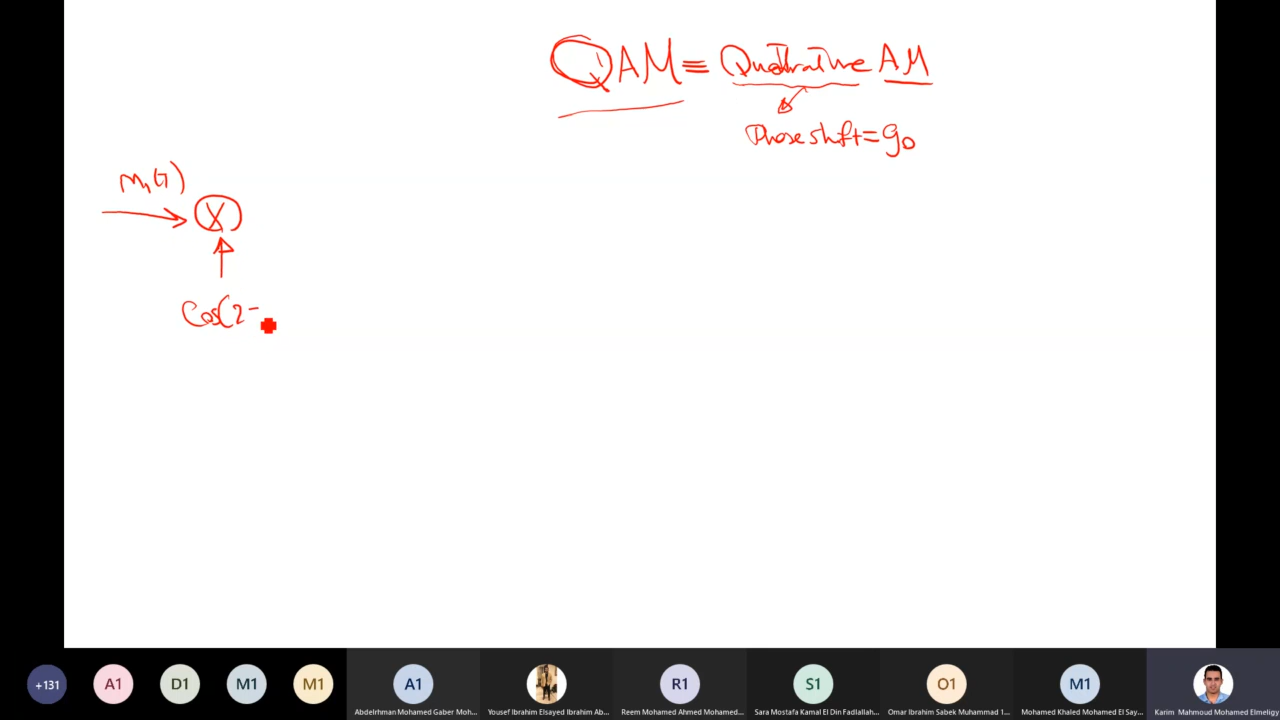 QAM ≡ Quadrature AM
Phase shift = 90
m₁(t)
X
Cos(2
+131
A1
D1
M1
M1
A1
R1
S1
O1
M1
Abdelrhman Mohamed Gaber Moh...
Yousef Ibrahim Elsayed Ibrahim Ab...
Reem Mohamed Ahmed Mohamed...
Sara Mostafa Kamal El Din Fadlallah...
Omar Ibrahim Sabek Muhammad 1...
Mohamed Khaled Mohamed El Say...
Karim Mahmoud Mohamed Elmelig...